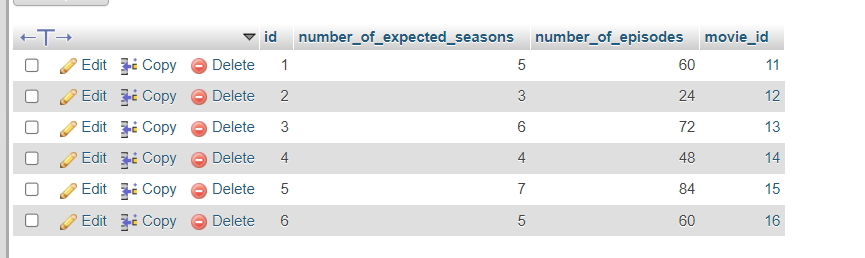 id number_of_expected_seasons number_of_episodes movie_id
Edit Copy Delete 1 5 60 11
Edit Copy Delete 2 3 24 12
Edit Copy Delete 3 6 72 13
Edit Copy Delete 4 4 48 14
Edit Copy Delete 5 7 84 15
Edit Copy Delete 6 5 60 16